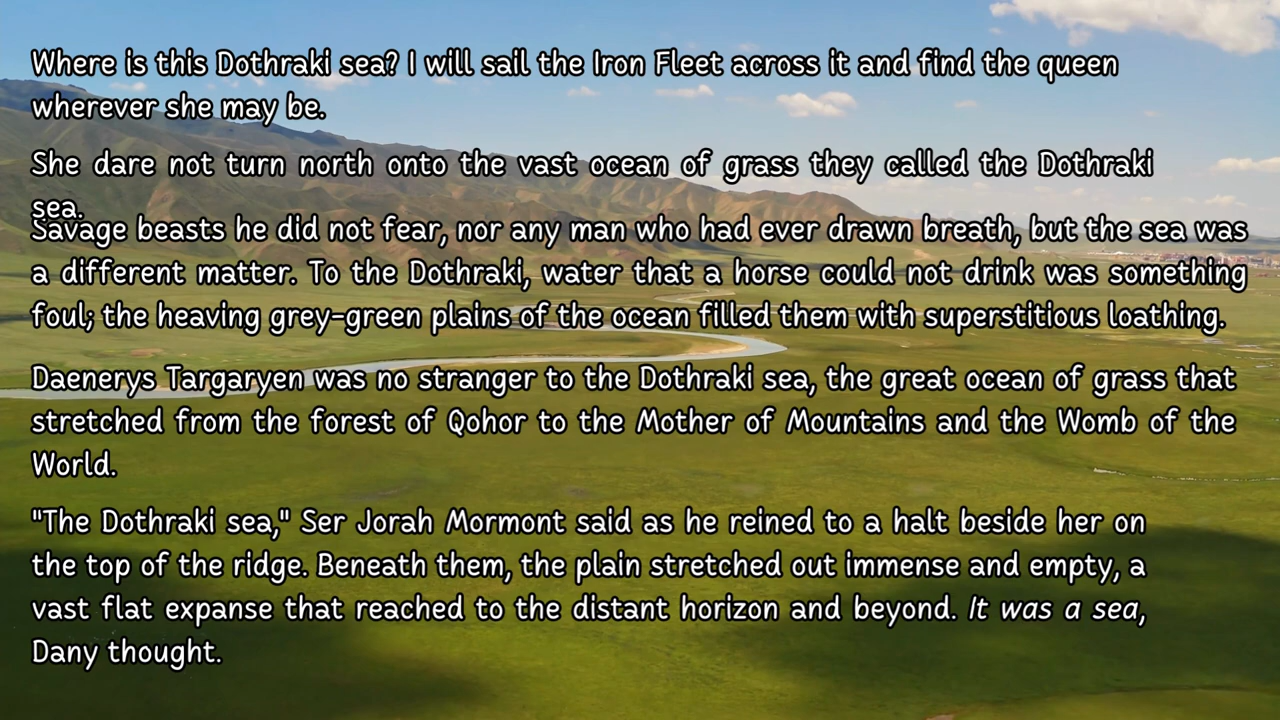 Where is this Dothraki sea? I will sail the Iron Fleet across it and find the queen
wherever she may be.
She dare not turn north onto the vast ocean of grass they called the Dothraki
sea.
Savage beasts he did not fear, nor any man who had ever drawn breath, but the sea was
a different matter. To the Dothraki, water that a horse could not drink was something
foul; the heaving grey-green plains of the ocean filled them with superstitious loathing.
Daenerys Targaryen was no stranger to the Dothraki sea, the great ocean of grass that
stretched from the forest of Qohor to the Mother of Mountains and the Womb of the
World.
"The Dothraki sea," Ser Jorah Mormont said as he reined to a halt beside her on
the top of the ridge. Beneath them, the plain stretched out immense and empty, a
vast flat expanse that reached to the distant horizon and beyond. It was a sea,
Dany thought.